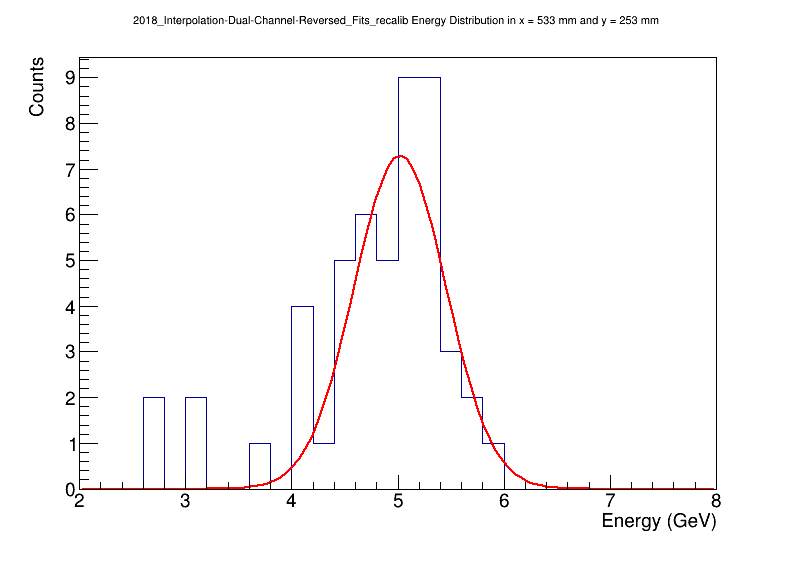 2018_Interpolation-Dual-Channel-Reversed_Fits_recalib Energy Distribution in x = 533 mm and y = 253 mm
Counts
9
8
7
6
5
4
3
2
1
0
2 3 4 5 6 7 8
Energy (GeV)